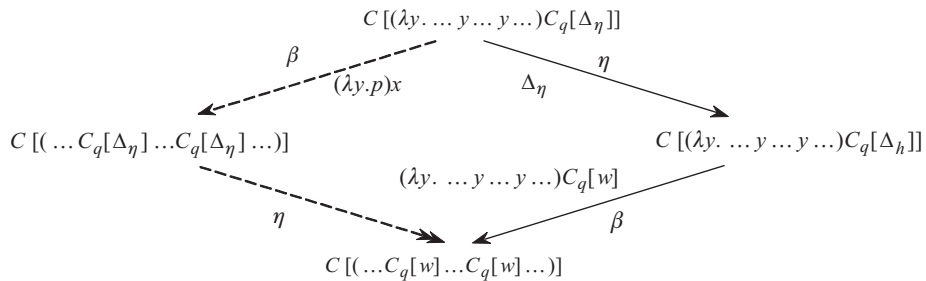 C [(λy. … y … y …)C_q[Δ_η]]
β
η
(λy.p)x
Δ_η
C [( … C_q[Δ_η] …C_q[Δ_η] …)]
C [(λy. … y … y …)C_q[Δ_h]]
(λy. … y … y …)C_q[w]
η
β
C [( …C_q[w] …C_q[w] …)]